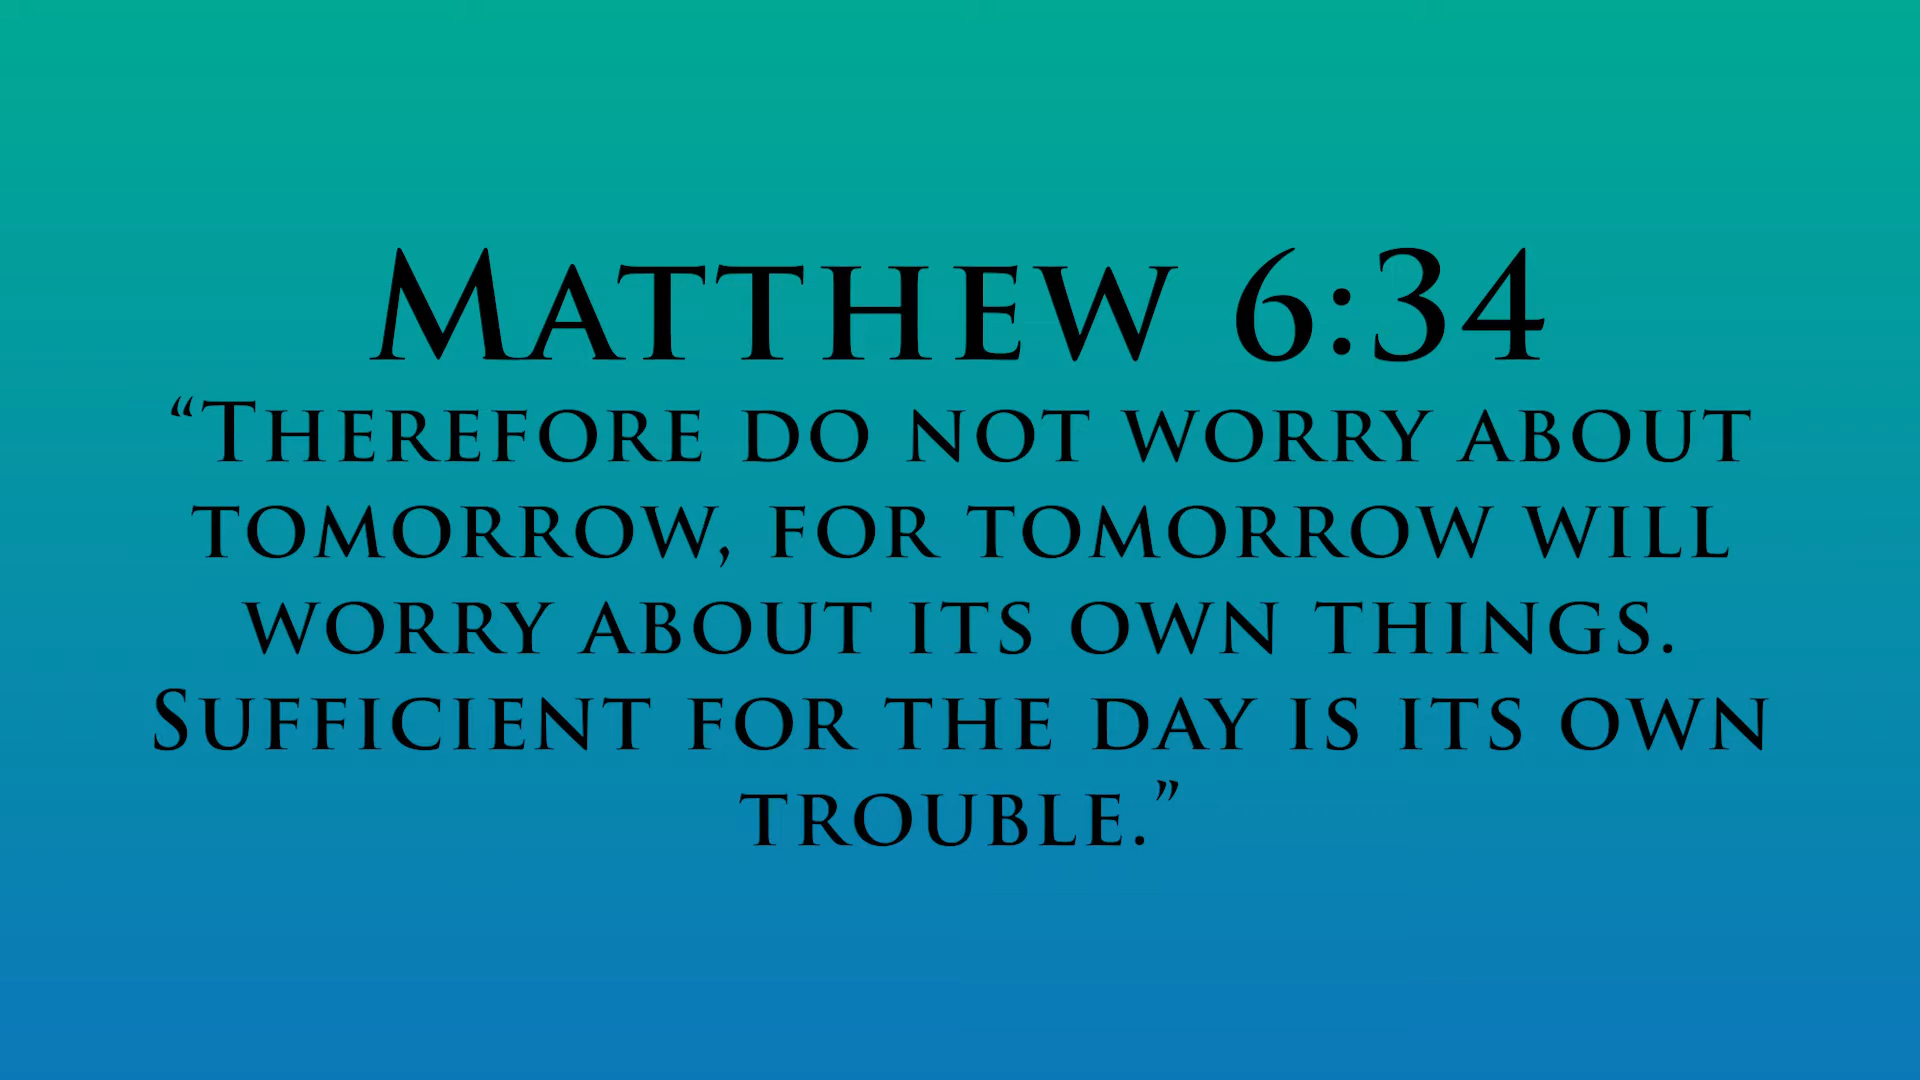 Matthew 6:34
“Therefore do not worry about
tomorrow, for tomorrow will
worry about its own things.
Sufficient for the day is its own
trouble.”